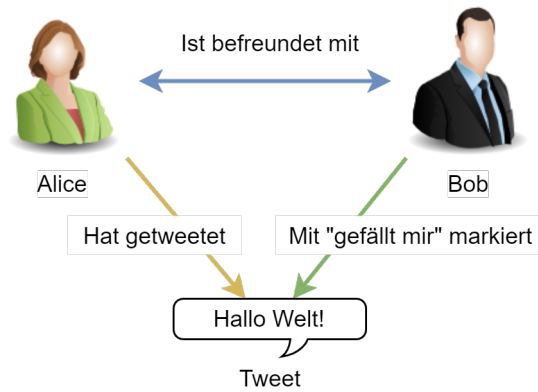 Ist befreundet mit
Alice
Bob
Hat getweetet
Mit "gefällt mir" markiert
Hallo Welt!
Tweet